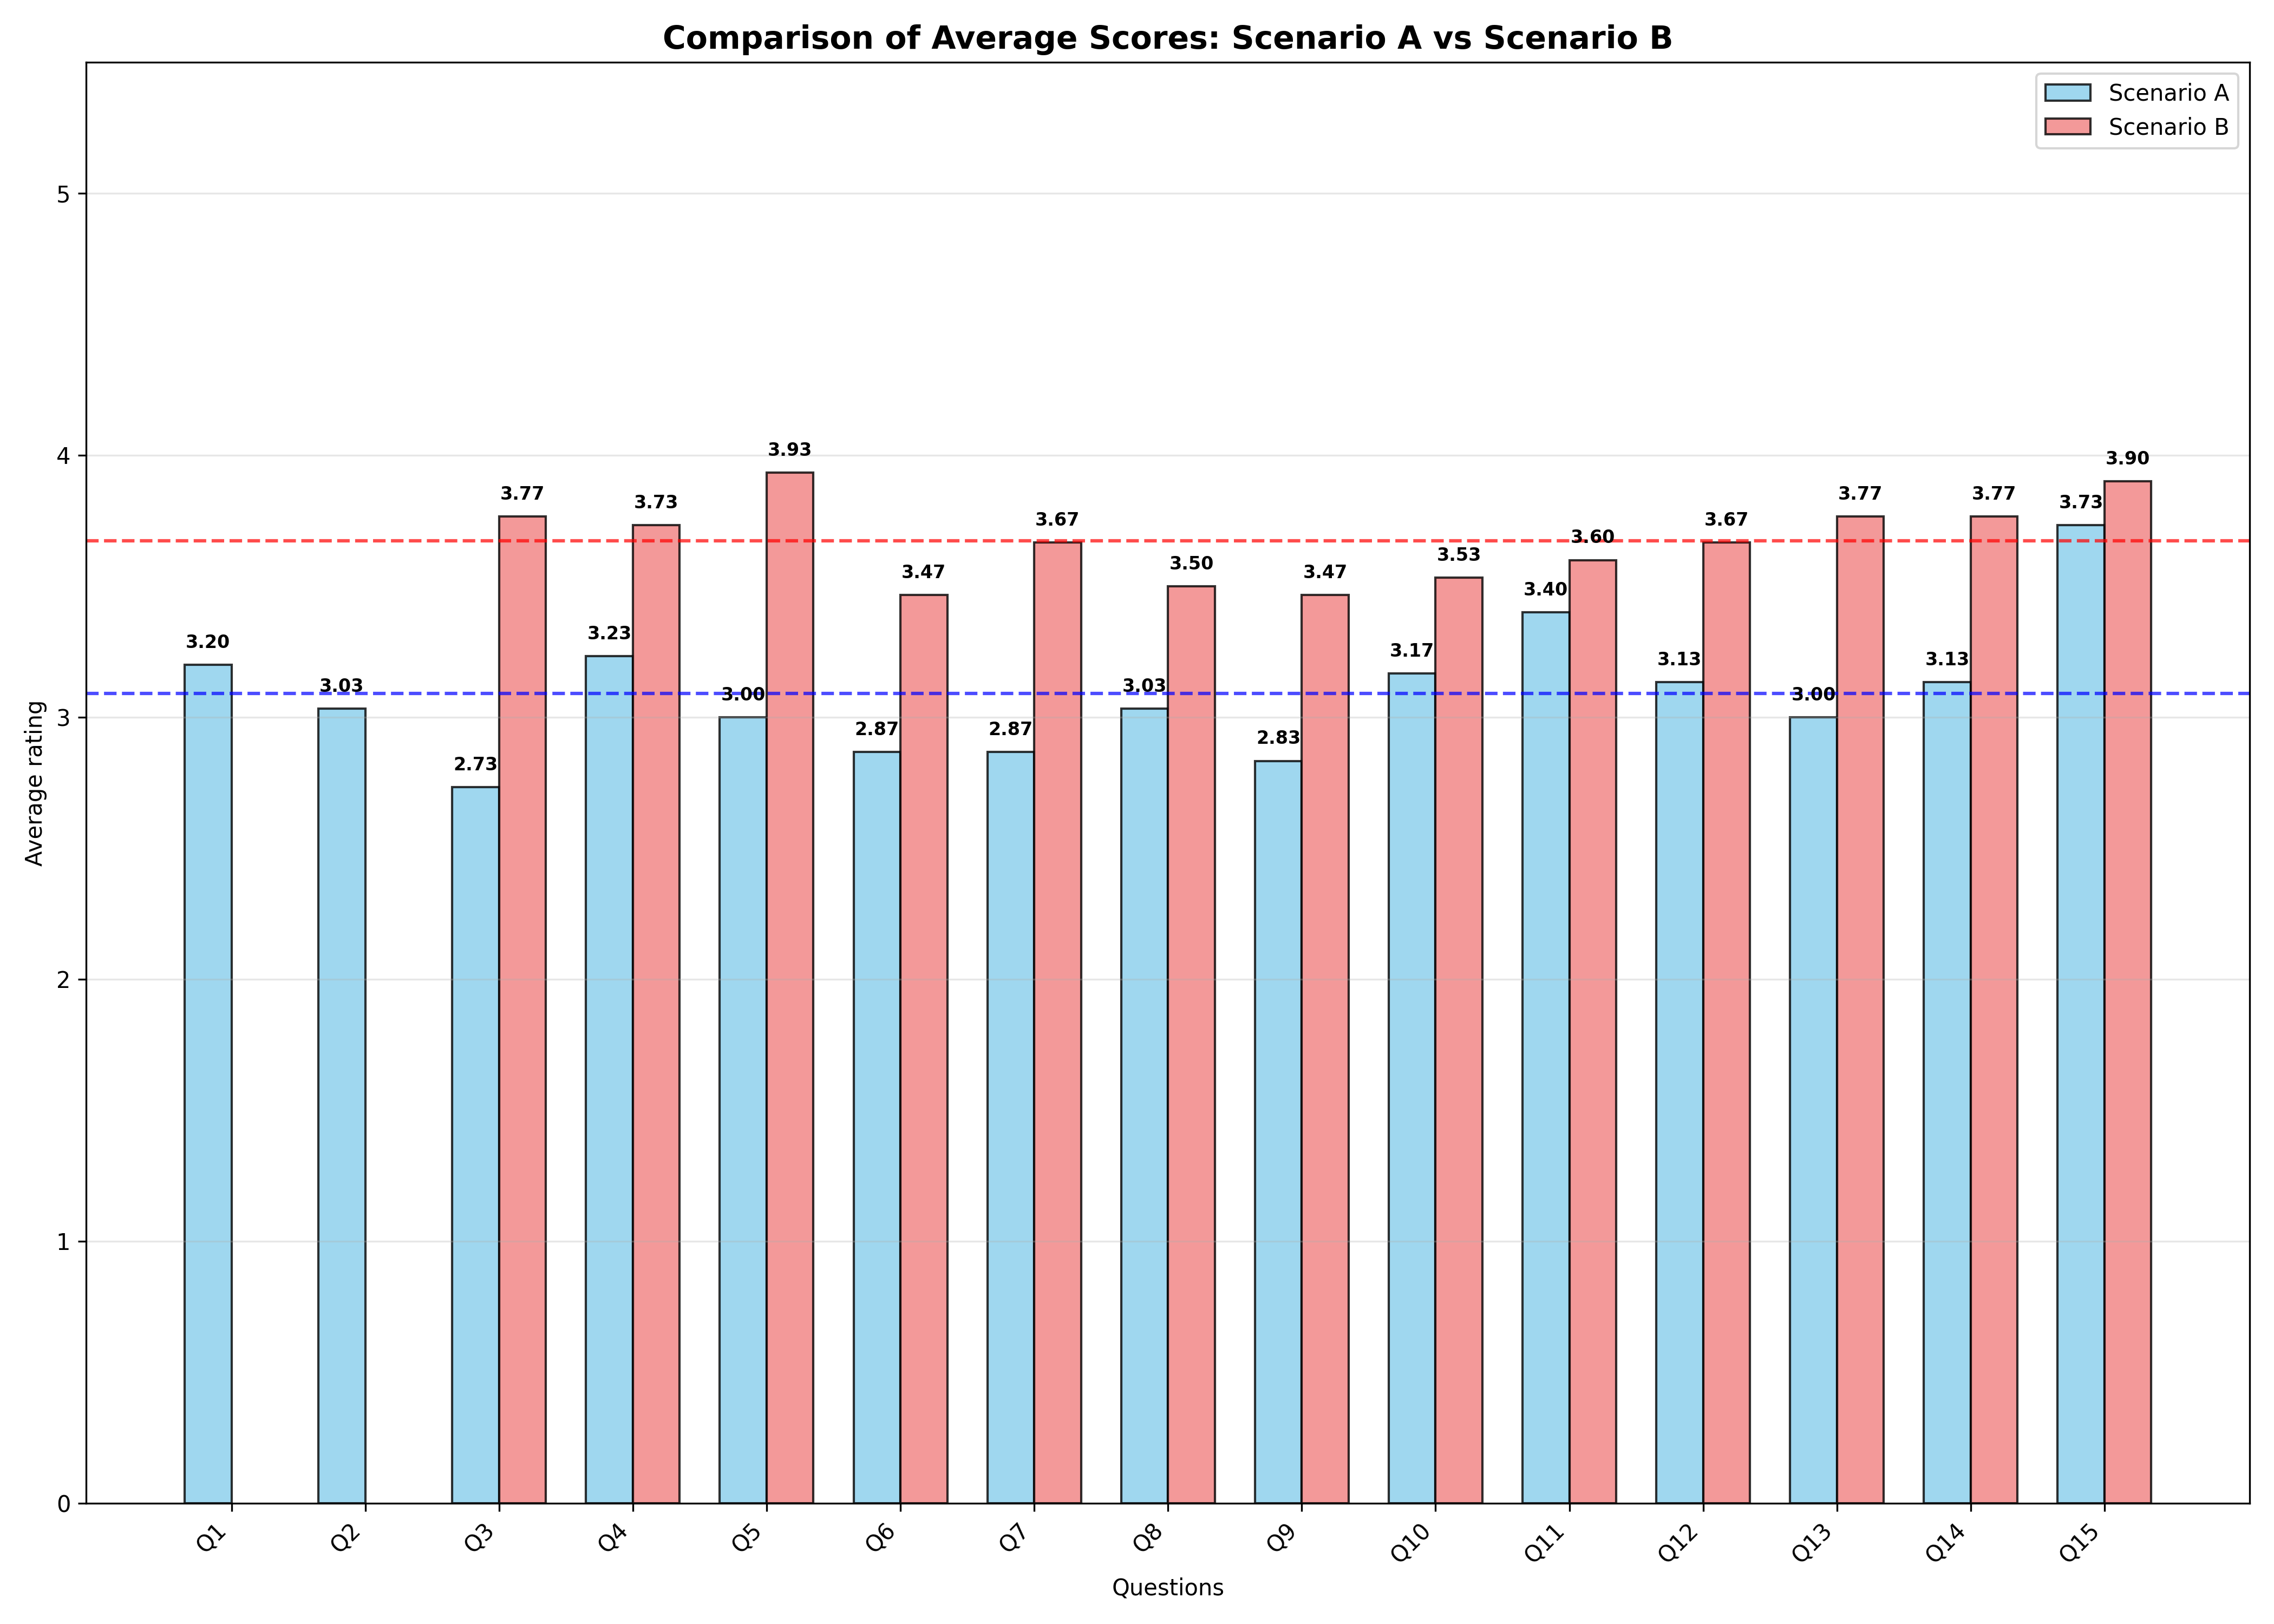 Comparison of Average Scores: Scenario A vs Scenario B
Scenario A
Scenario B
Average rating
5
4
3
2
1
0
3.20
3.03
2.73
3.77
3.23
3.73
3.00
3.93
2.87
3.47
2.87
3.67
3.03
3.50
2.83
3.47
3.17
3.53
3.40
3.60
3.13
3.67
3.00
3.77
3.13
3.77
3.73
3.90
Q1
Q2
Q3
Q4
Q5
Q6
Q7
Q8
Q9
Q10
Q11
Q12
Q13
Q14
Q15
Questions